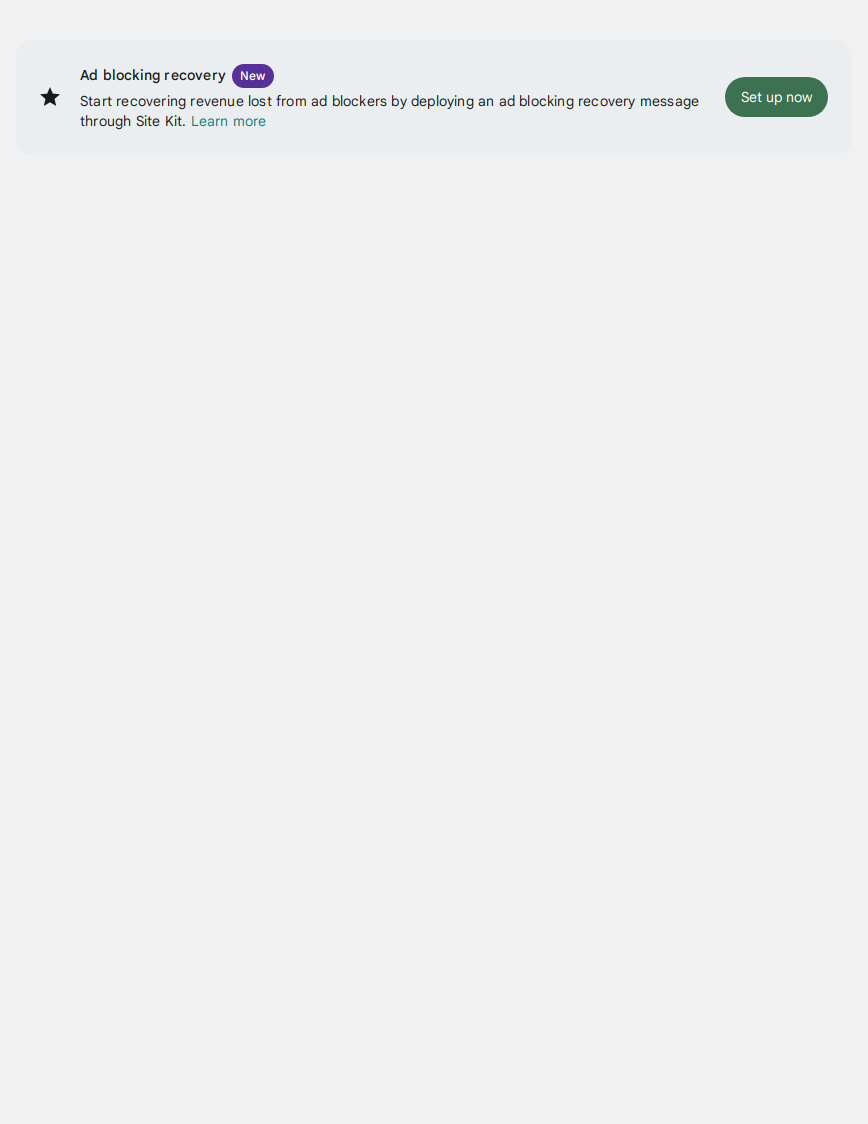 Ad blocking recovery New
Start recovering revenue lost from ad blockers by deploying an ad blocking recovery message
through Site Kit. Learn more
Set up now